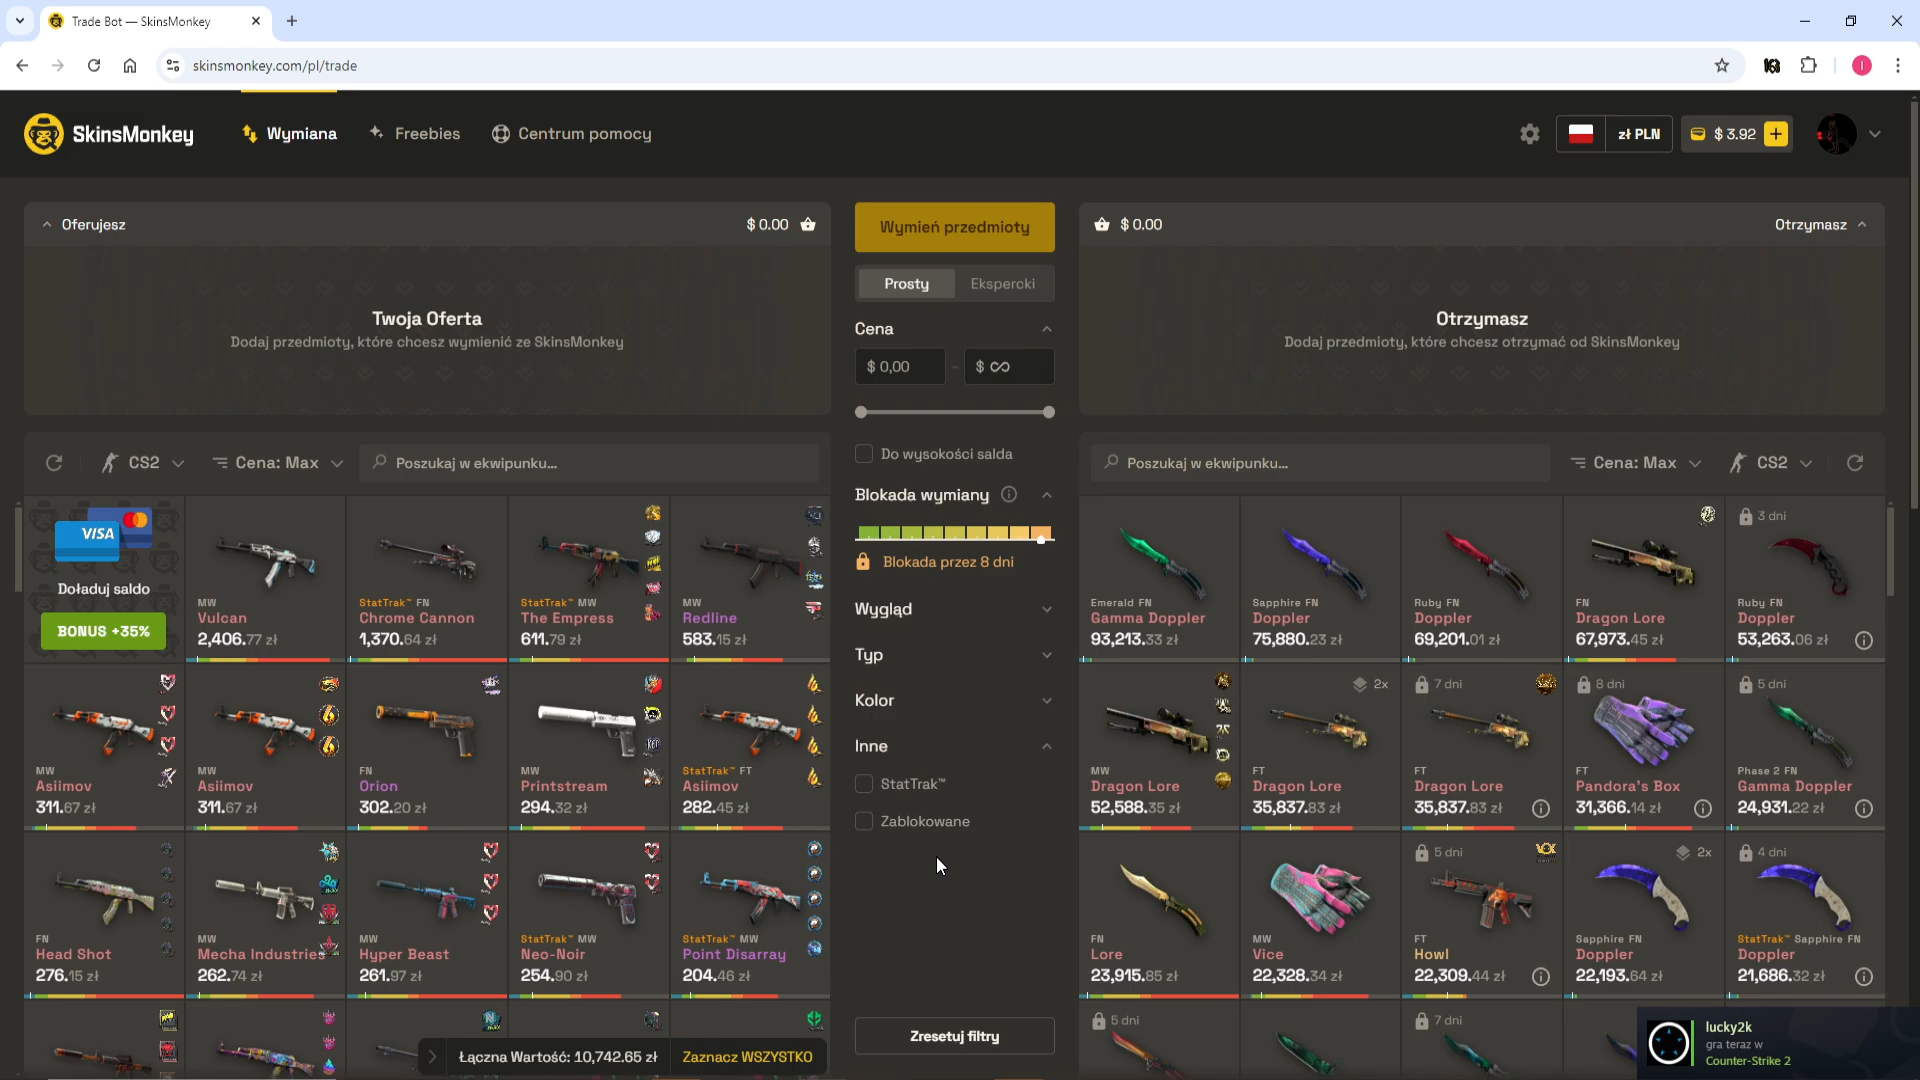 Trade Bot — SkinsMonkey
skinsmonkey.com/pl/trade
SkinsMonkey
Wymiana
Freebies
Centrum pomocy
zł PLN
$ 3.92
Oferujesz
$ 0.00
Twoja Oferta
Dodaj przedmioty, które chcesz wymienić ze SkinsMonkey
Wymień przedmioty
Prosty
Ekspercki
Cena
$ 0,00
–
$ ∞
Do wysokości salda
Blokada wymiany
Blokada przez 8 dni
Wygląd
Typ
Kolor
Inne
StatTrak™
Zablokowane
Zresetuj filtry
$ 0.00
Otrzymasz
Otrzymasz
Dodaj przedmioty, które chcesz otrzymać od SkinsMonkey
CS2
Cena: Max
Poszukaj w ekwipunku...
VISA
Doładuj saldo
BONUS +35%
MW
Vulcan
2,406.77 zł
StatTrak™ FN
Chrome Cannon
1,370.64 zł
StatTrak™ MW
The Empress
611.79 zł
MW
Redline
583.15 zł
MW
Asiimov
311.67 zł
MW
Asiimov
311.67 zł
FN
Orion
302.20 zł
MW
Printstream
294.32 zł
StatTrak™ FT
Asiimov
282.45 zł
FN
Head Shot
276.15 zł
MW
Mecha Industries
262.74 zł
MW
Hyper Beast
261.97 zł
StatTrak™ MW
Neo-Noir
254.90 zł
StatTrak™ MW
Point Disarray
204.46 zł
Łączna Wartość: 10,742.65 zł
Zaznacz WSZYSTKO
Poszukaj w ekwipunku...
Cena: Max
CS2
Emerald FN
Gamma Doppler
93,213.33 zł
Sapphire FN
Doppler
75,880.23 zł
Ruby FN
Doppler
69,201.01 zł
FN
Dragon Lore
67,973.45 zł
3 dni
Ruby FN
Doppler
53,263.06 zł
MW
Dragon Lore
52,588.35 zł
2x
FT
Dragon Lore
35,837.83 zł
7 dni
FT
Dragon Lore
35,837.83 zł
8 dni
FT
Pandora's Box
31,366.14 zł
5 dni
Phase 2 FN
Gamma Doppler
24,931.22 zł
FN
Lore
23,915.85 zł
MW
Vice
22,328.34 zł
5 dni
FT
Howl
22,309.44 zł
2x
Sapphire FN
Doppler
22,193.64 zł
4 dni
StatTrak™ Sapphire FN
Doppler
21,686.32 zł
5 dni
7 dni
lucky2k
gra teraz w
Counter-Strike 2